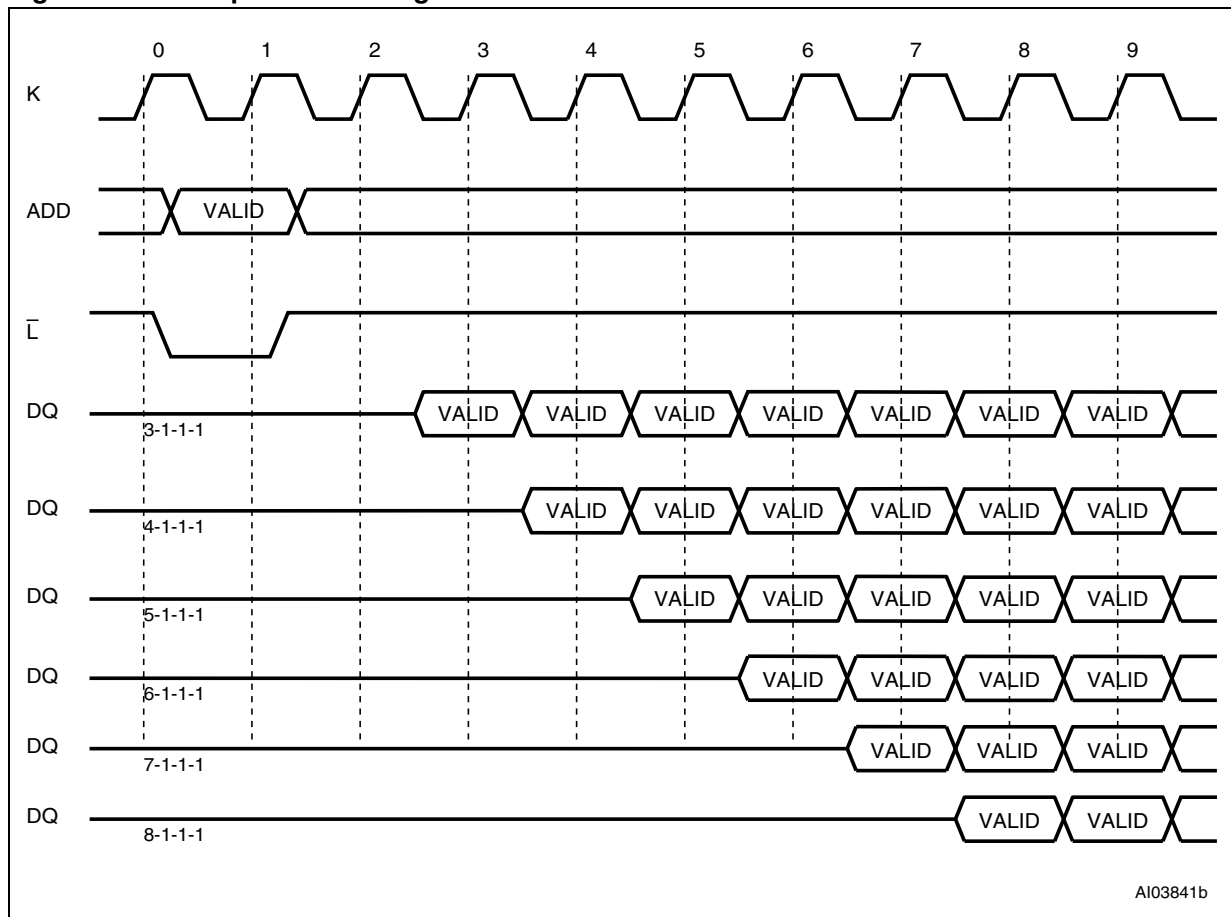 0 1 2 3 4 5 6 7 8 9
K
ADD VALID
L̅
DQ VALID VALID VALID VALID VALID VALID VALID
3-1-1-1
DQ VALID VALID VALID VALID VALID VALID
4-1-1-1
DQ VALID VALID VALID VALID VALID
5-1-1-1
DQ VALID VALID VALID VALID
6-1-1-1
DQ VALID VALID VALID
7-1-1-1
DQ VALID VALID
8-1-1-1
AI03841b